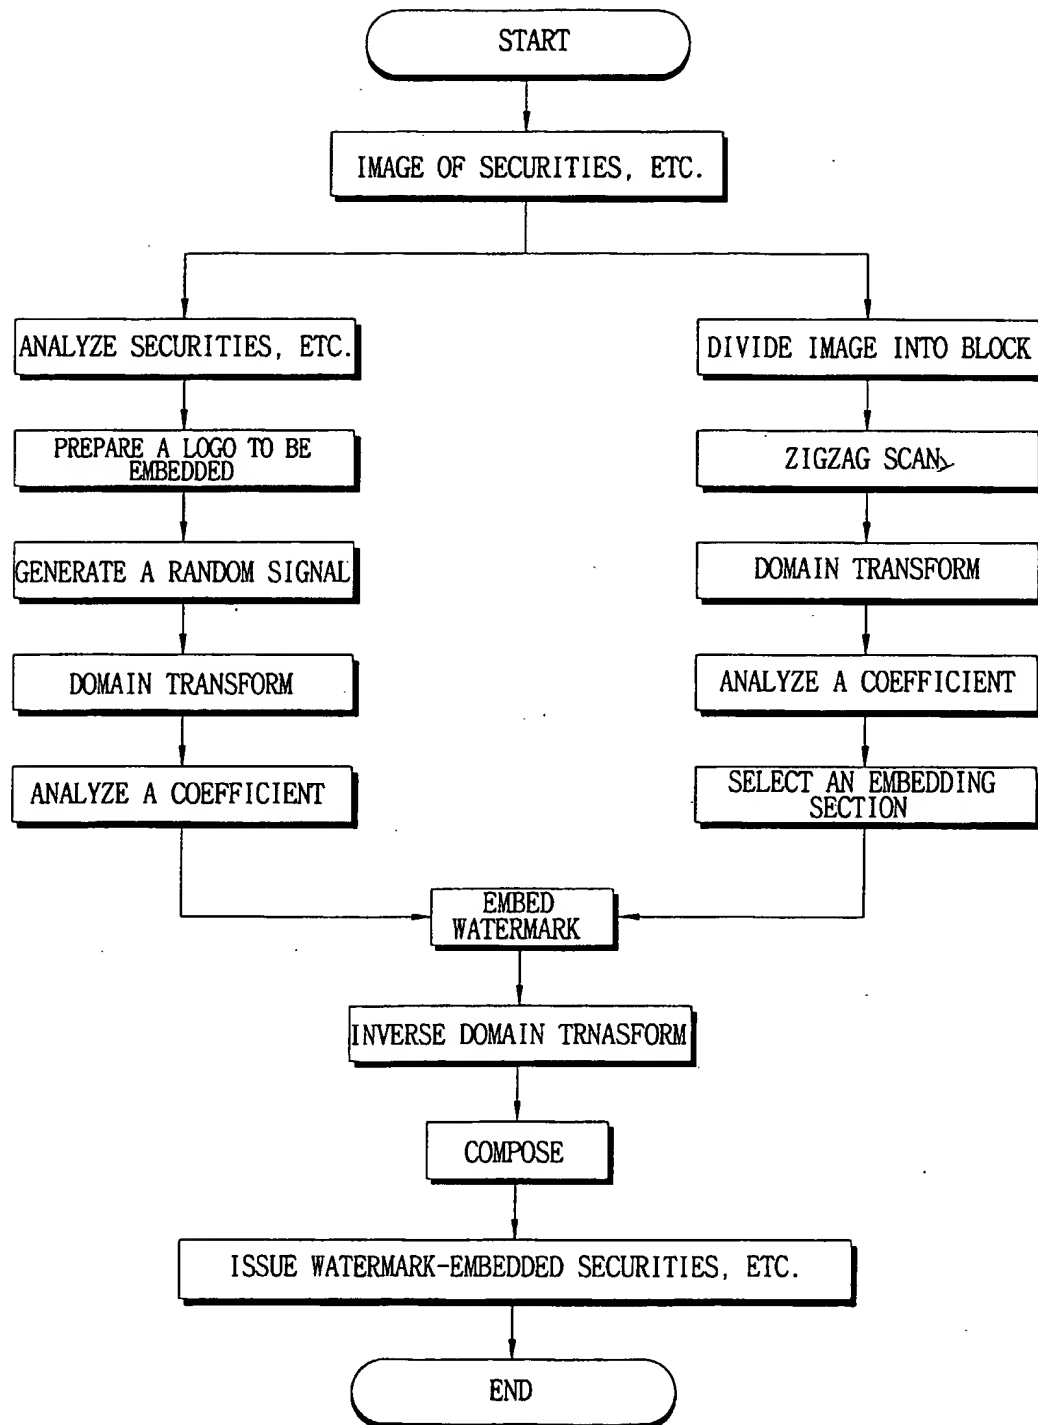 START
IMAGE OF SECURITIES, ETC.
ANALYZE SECURITIES, ETC.
PREPARE A LOGO TO BE
EMBEDDED
GENERATE A RANDOM SIGNAL
DOMAIN TRANSFORM
ANALYZE A COEFFICIENT
DIVIDE IMAGE INTO BLOCK
ZIGZAG SCAN
DOMAIN TRANSFORM
ANALYZE A COEFFICIENT
SELECT AN EMBEDDING
SECTION
EMBED
WATERMARK
INVERSE DOMAIN TRNASFORM
COMPOSE
ISSUE WATERMARK-EMBEDDED SECURITIES, ETC.
END